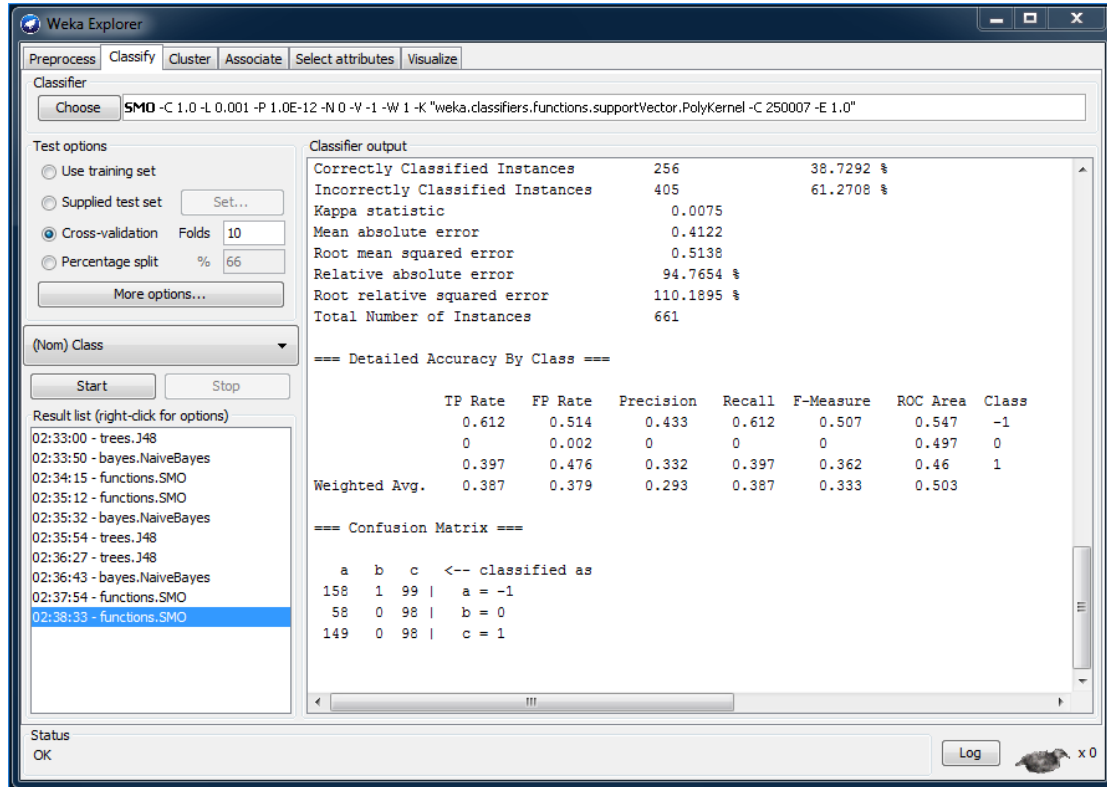 Weka Explorer
Preprocess Classify Cluster Associate Select attributes Visualize
Classifier
Choose SMO -C 1.0 -L 0.001 -P 1.0E-12 -N 0 -V -1 -W 1 -K "weka.classifiers.functions.supportVector.PolyKernel -C 250007 -E 1.0"
Test options
Use training set
Supplied test set Set...
Cross-validation Folds 10
Percentage split % 66
More options...
(Nom) Class
Start Stop
Result list (right-click for options)
02:33:00 - trees.J48
02:33:50 - bayes.NaiveBayes
02:34:15 - functions.SMO
02:35:12 - functions.SMO
02:35:32 - bayes.NaiveBayes
02:35:54 - trees.J48
02:36:27 - trees.J48
02:36:43 - bayes.NaiveBayes
02:37:54 - functions.SMO
02:38:33 - functions.SMO
Classifier output
Correctly Classified Instances 256 38.7292 %
Incorrectly Classified Instances 405 61.2708 %
Kappa statistic 0.0075
Mean absolute error 0.4122
Root mean squared error 0.5138
Relative absolute error 94.7654 %
Root relative squared error 110.1895 %
Total Number of Instances 661
=== Detailed Accuracy By Class ===
TP Rate FP Rate Precision Recall F-Measure ROC Area Class
0.612 0.514 0.433 0.612 0.507 0.547 -1
0 0.002 0 0 0 0.497 0
0.397 0.476 0.332 0.397 0.362 0.46 1
Weighted Avg. 0.387 0.379 0.293 0.387 0.333 0.503
=== Confusion Matrix ===
a b c <-- classified as
158 1 99 | a = -1
58 0 98 | b = 0
149 0 98 | c = 1
Status
OK
Log x 0